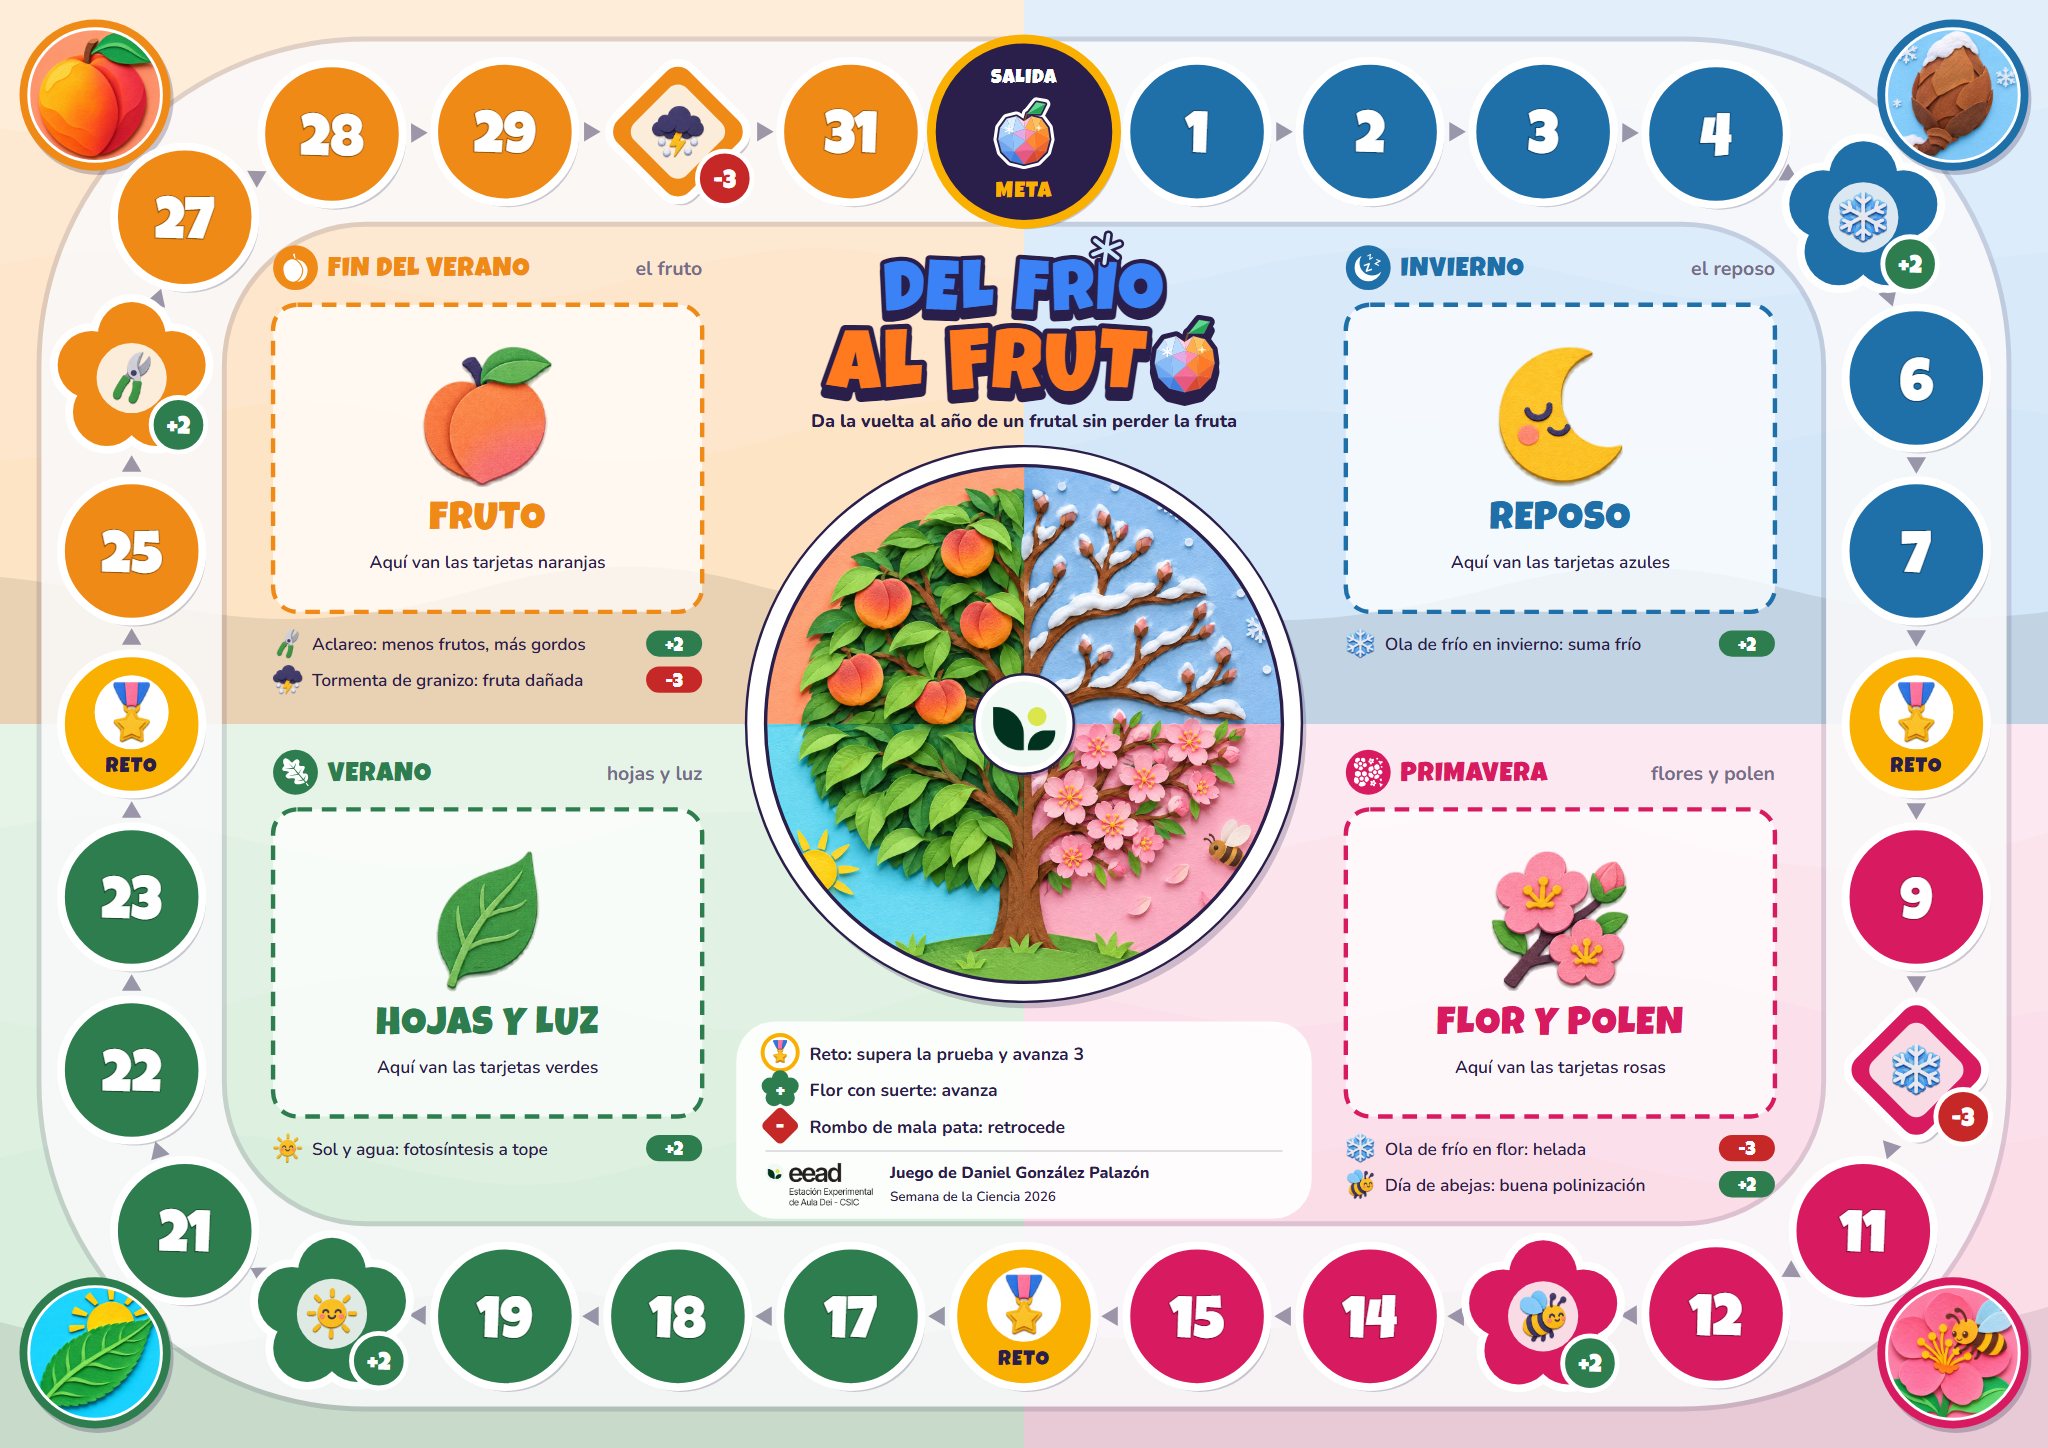 28
29
-3
31
SALIDA
META
1
2
3
4
+2
27
FIN DEL VERANO
el fruto
DEL FRÍO
AL FRUTO
Da la vuelta al año de un frutal sin perder la fruta
INVIERNO
el reposo
+2
6
25
FRUTO
Aquí van las tarjetas naranjas
REPOSO
Aquí van las tarjetas azules
7
Aclareo: menos frutos, más gordos
+2
Tormenta de granizo: fruta dañada
-3
Ola de frío en invierno: suma frío
+2
RETO
RETO
VERANO
hojas y luz
PRIMAVERA
flores y polen
23
9
HOJAS Y LUZ
Aquí van las tarjetas verdes
FLOR Y POLEN
Aquí van las tarjetas rosas
22
-3
Reto: supera la prueba y avanza 3
+
Flor con suerte: avanza
-
Rombo de mala pata: retrocede
Sol y agua: fotosíntesis a tope
+2
Ola de frío en flor: helada
-3
Día de abejas: buena polinización
+2
eead
Estación Experimental
de Aula Dei - CSIC
Juego de Daniel González Palazón
Semana de la Ciencia 2026
21
11
+2
19
18
17
RETO
15
14
+2
12